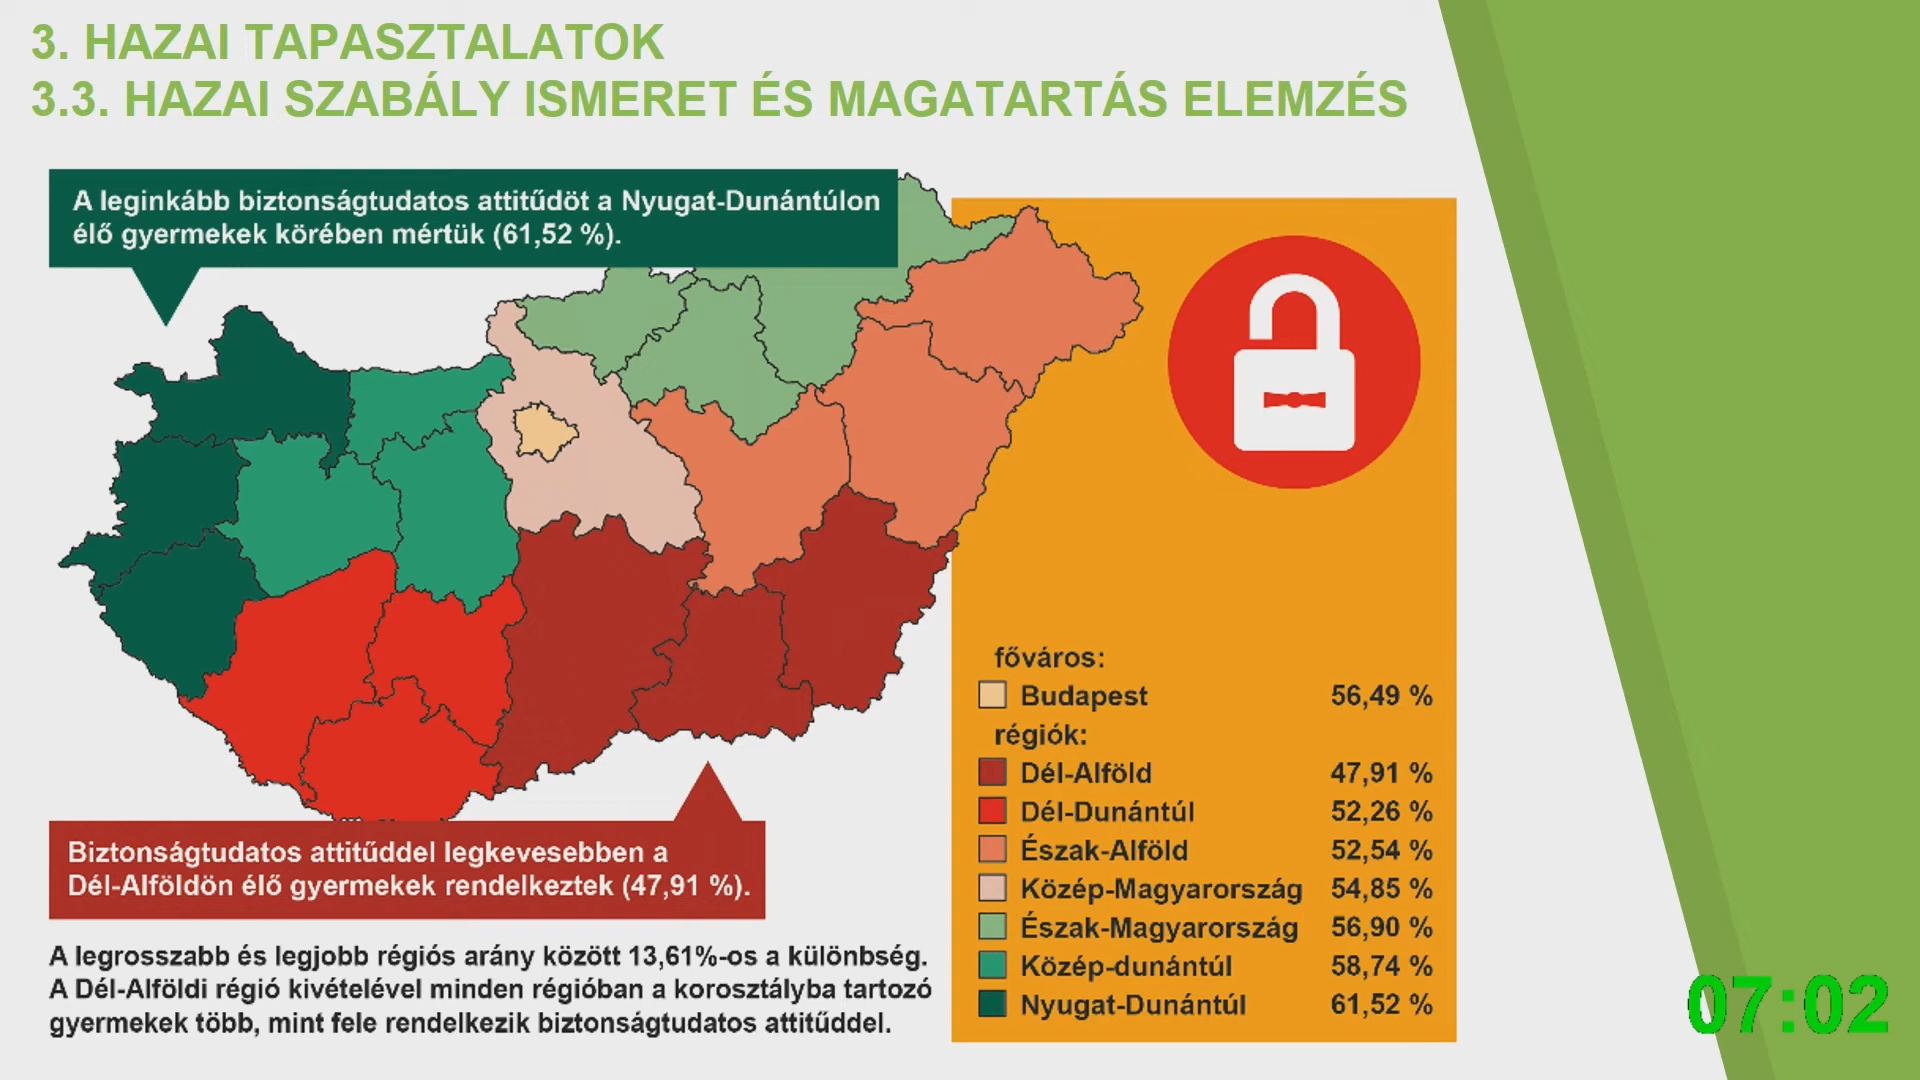 3. HAZAI TAPASZTALATOK
3.3. HAZAI SZABÁLY ISMERET ÉS MAGATARTÁS ELEMZÉS
A leginkább biztonságtudatos attitűdöt a Nyugat-Dunántúlon
élő gyermekek körében mértük (61,52 %).
főváros:
Budapest 56,49 %
régiók:
Dél-Alföld 47,91 %
Dél-Dunántúl 52,26 %
Észak-Alföld 52,54 %
Közép-Magyarország 54,85 %
Észak-Magyarország 56,90 %
Közép-dunántúl 58,74 %
Nyugat-Dunántúl 61,52 %
Biztonságtudatos attitűddel legkevesebben a
Dél-Alföldön élő gyermekek rendelkeztek (47,91 %).
A legrosszabb és legjobb régiós arány között 13,61%-os a különbség.
A Dél-Alföldi régió kivételével minden régióban a korosztályba tartozó
gyermekek több, mint fele rendelkezik biztonságtudatos attitűddel.
07:02